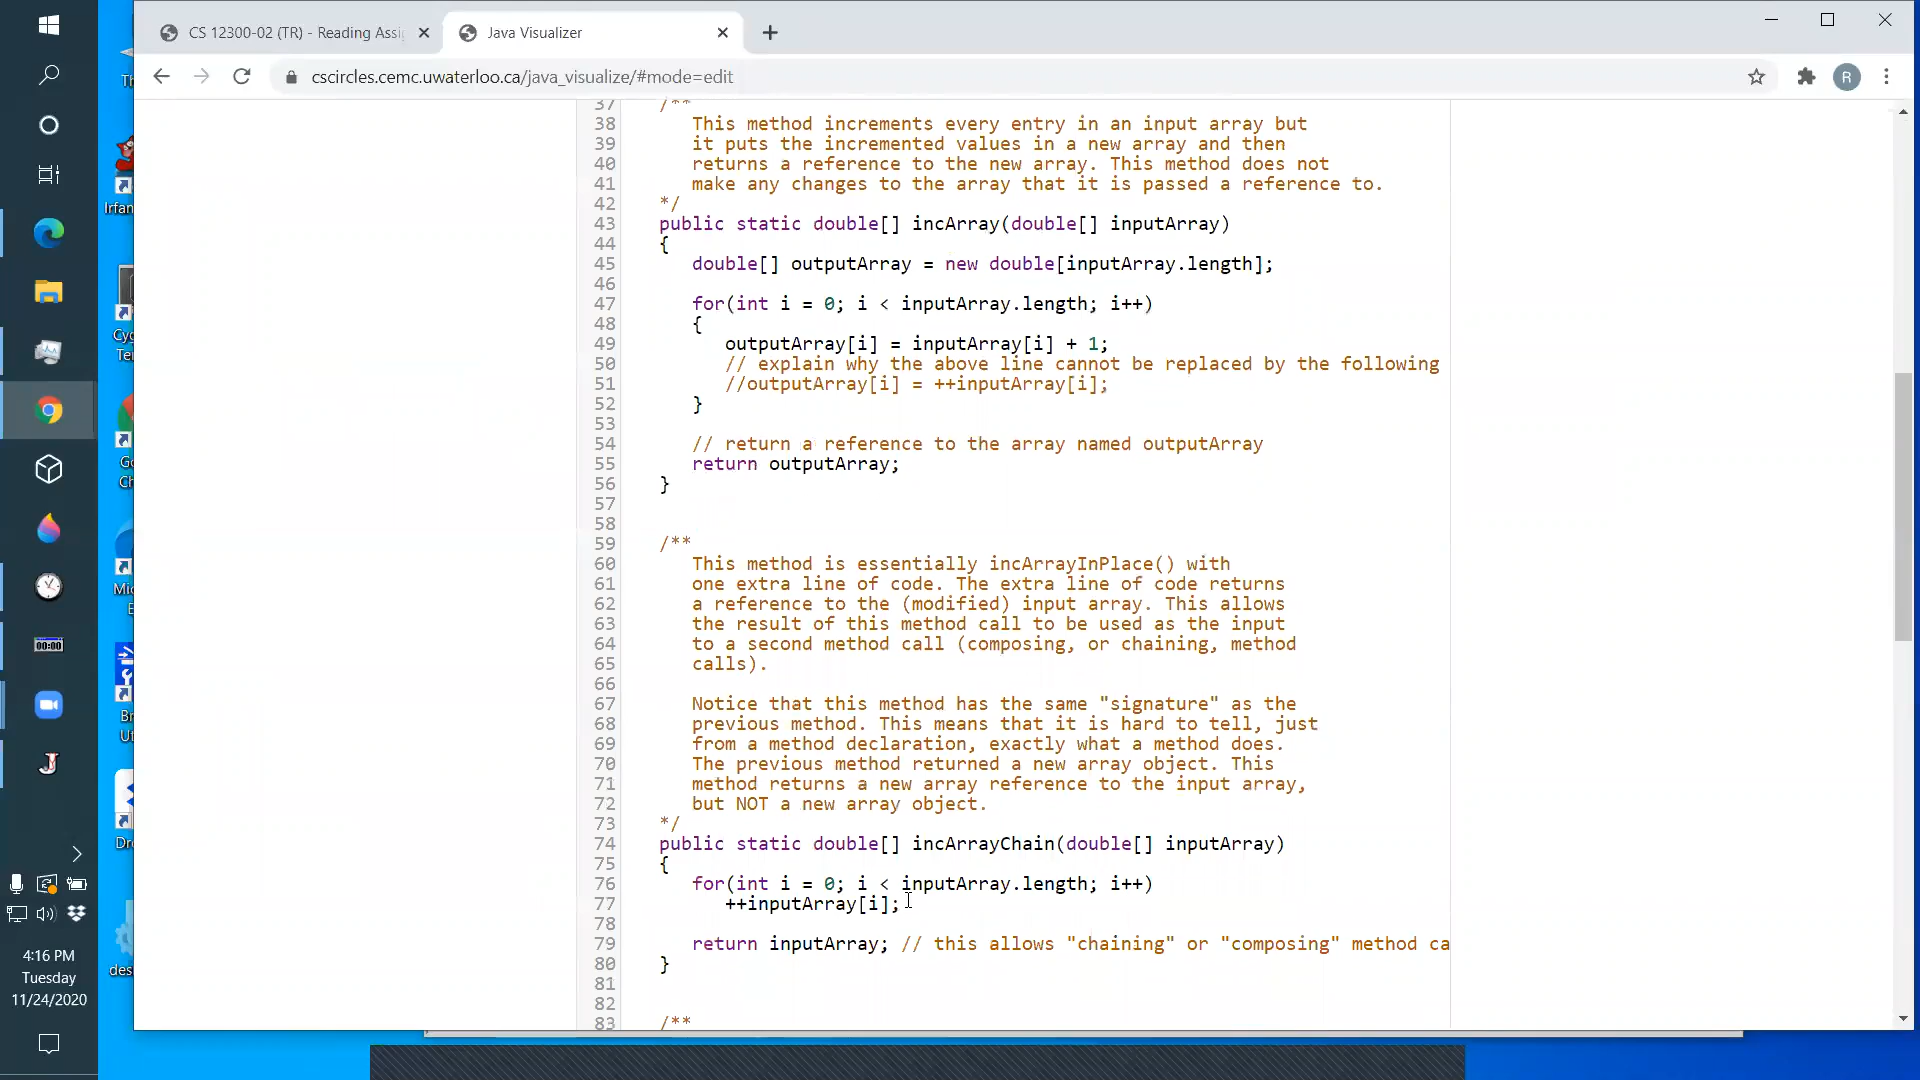 CS 12300-02 (TR) - Reading Assi
Java Visualizer
cscircles.cemc.uwaterloo.ca/java_visualize/#mode=edit
R
37 /**
38 This method increments every entry in an input array but
39 it puts the incremented values in a new array and then
40 returns a reference to the new array. This method does not
41 make any changes to the array that it is passed a reference to.
42 */
43 public static double[] incArray(double[] inputArray)
44 {
45 double[] outputArray = new double[inputArray.length];
46
47 for(int i = 0; i < inputArray.length; i++)
48 {
49 outputArray[i] = inputArray[i] + 1;
50 // explain why the above line cannot be replaced by the following
51 //outputArray[i] = ++inputArray[i];
52 }
53
54 // return a reference to the array named outputArray
55 return outputArray;
56 }
57
58
59 /**
60 This method is essentially incArrayInPlace() with
61 one extra line of code. The extra line of code returns
62 a reference to the (modified) input array. This allows
63 the result of this method call to be used as the input
64 to a second method call (composing, or chaining, method
65 calls).
66
67 Notice that this method has the same "signature" as the
68 previous method. This means that it is hard to tell, just
69 from a method declaration, exactly what a method does.
70 The previous method returned a new array object. This
71 method returns a new array reference to the input array,
72 but NOT a new array object.
73 */
74 public static double[] incArrayChain(double[] inputArray)
75 {
76 for(int i = 0; i < inputArray.length; i++)
77 ++inputArray[i];
78
79 return inputArray; // this allows "chaining" or "composing" method ca
80 }
81
82
83 /**
Th
Irfan
Cyg
Te
Go
Ch
Mic
E
Br
Ut
Dro
des
00:00
4:16 PM
Tuesday
11/24/2020